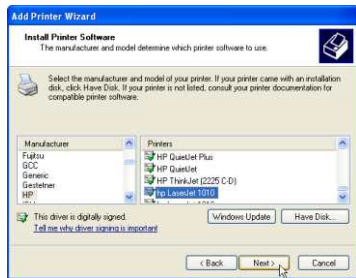 Add Printer Wizard
Install Printer Software
The manufacturer and model determine which printer software to use.
Select the manufacturer and model of your printer. If your printer came with an installation
disk, click Have Disk. If your printer is not listed, consult your printer documentation for
compatible printer software.
Manufacturer
Fujitsu
GCC
Generic
Gestetner
HP
Printers
HP QuietJet Plus
HP QuietJet
HP ThinkJet (2225 C-D)
hp LaserJet 1010
This driver is digitally signed.
Tell me why driver signing is important
Windows Update
Have Disk...
< Back
Next >
Cancel